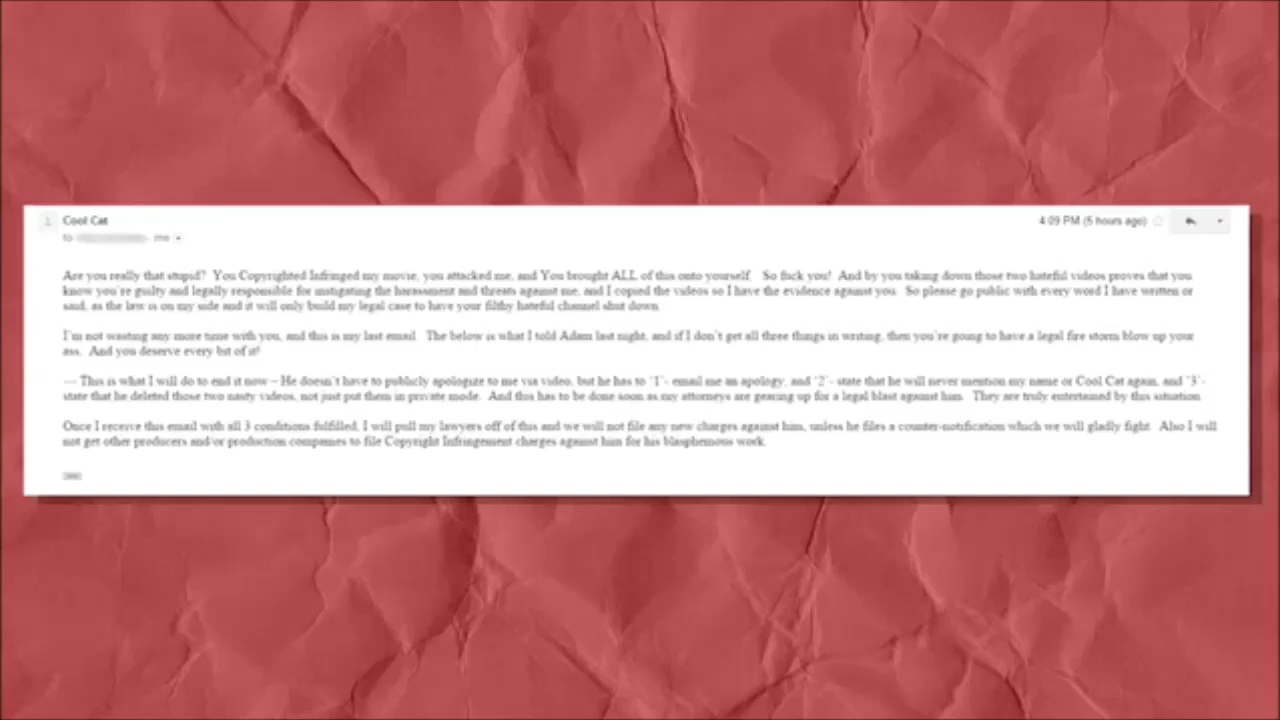 1 Cool Cat
4:09 PM (5 hours ago)
to me
Are you really that stupid? You Copyrighted Infringed my movie, you attacked me, and You brought ALL of this onto yourself. So fuck you! And by you taking down those two hateful videos proves that you
know you're guilty and legally responsible for instigating the harassment and threats against me, and I copied the videos so I have the evidence against you. So please go public with every word I have written or
said, as the law is on my side and it will only build my legal case to have your filthy hateful channel shut down.
I'm not wasting any more time with you, and this is my last email. The below is what I told Adam last night, and if I don't get all three things in writing, then you're going to have a legal fire storm blow up your
ass. And you deserve every bit of it!
--- This is what I will do to end it now – He doesn't have to publicly apologize to me via video, but he has to '1'- email me an apology, and '2'- state that he will never mention my name or Cool Cat again, and '3'-
state that he deleted those two nasty videos, not just put them in private mode. And this has to be done soon as my attorneys are gearing up for a legal blast against him. They are truly entertained by this situation.
Once I receive this email with all 3 conditions fulfilled, I will pull my lawyers off of this and we will not file any new charges against him, unless he files a counter-notification which we will gladly fight. Also I will
not get other producers and/or production companies to file Copyright Infringement charges against him for his blasphemous work.